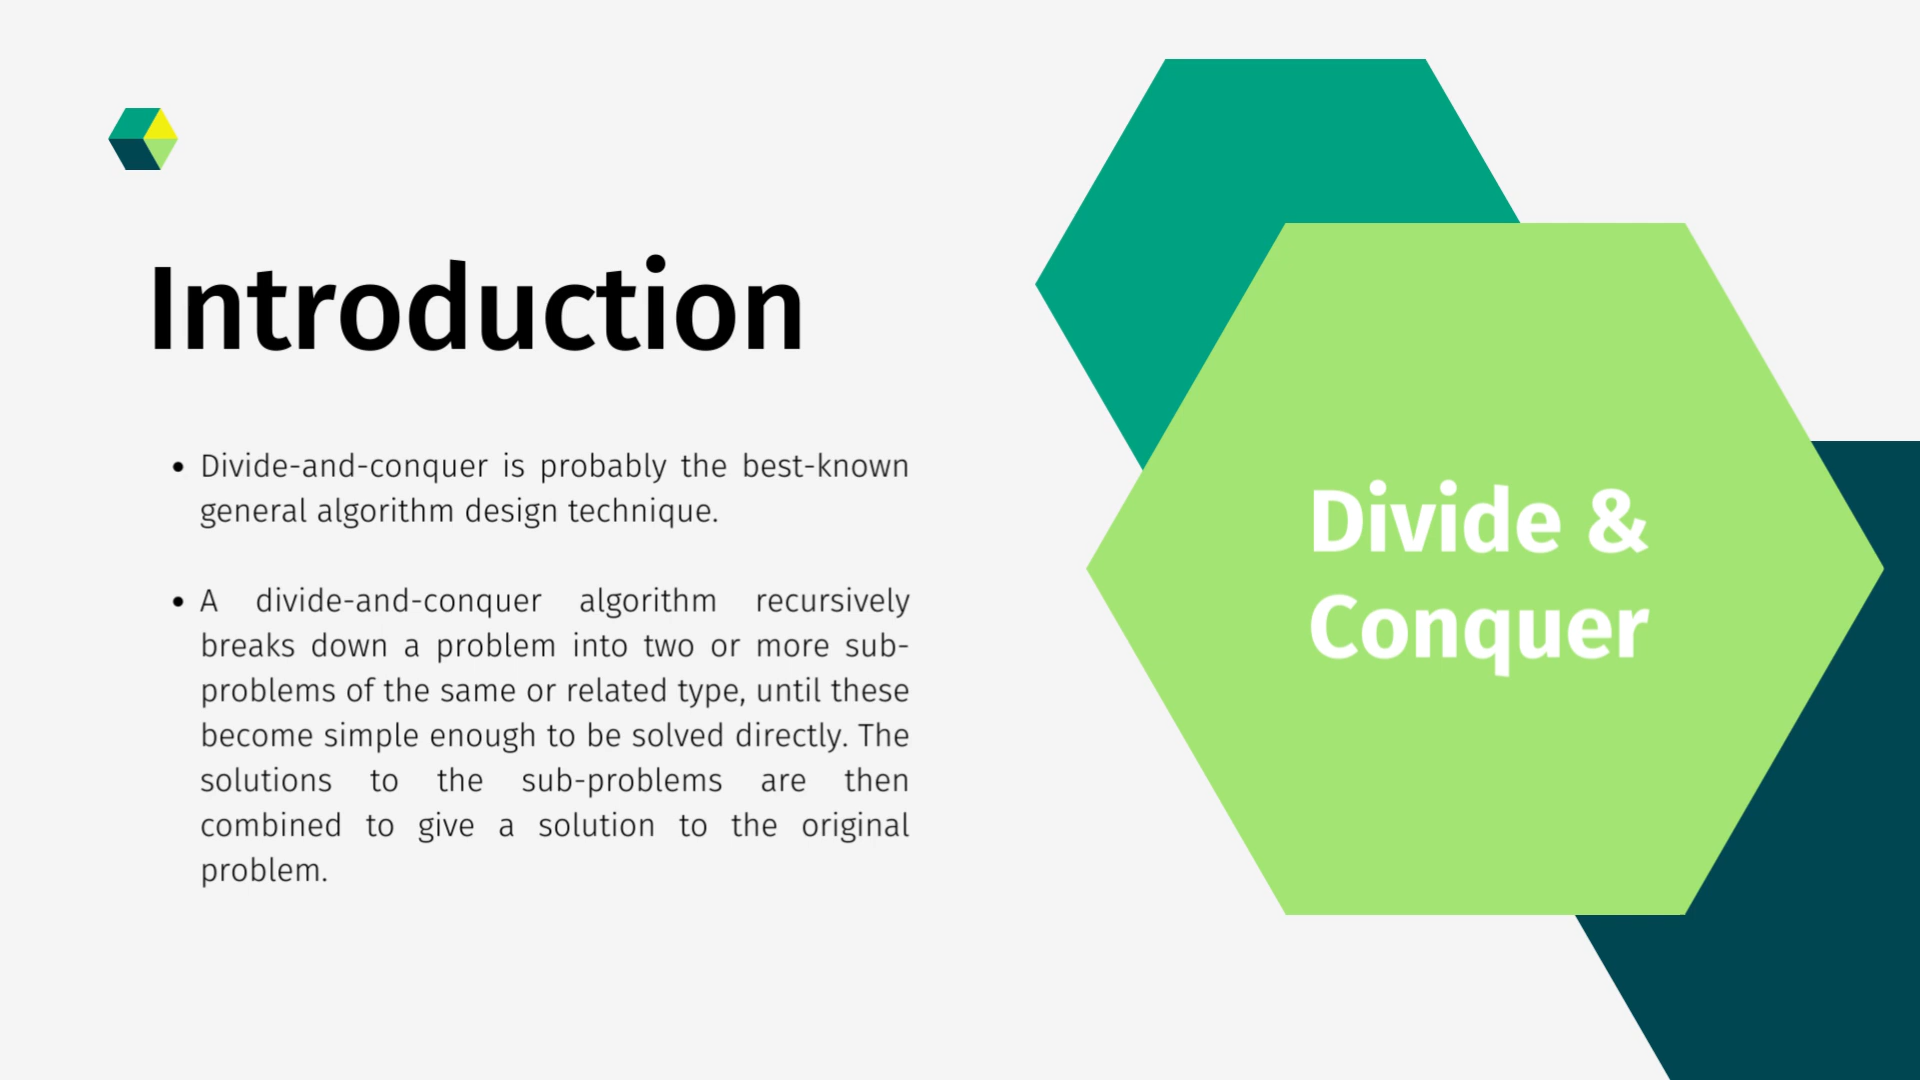 Introduction
• Divide-and-conquer is probably the best-known
general algorithm design technique.
• A divide-and-conquer algorithm recursively
breaks down a problem into two or more sub-
problems of the same or related type, until these
become simple enough to be solved directly. The
solutions to the sub-problems are then
combined to give a solution to the original
problem.
Divide &
Conquer